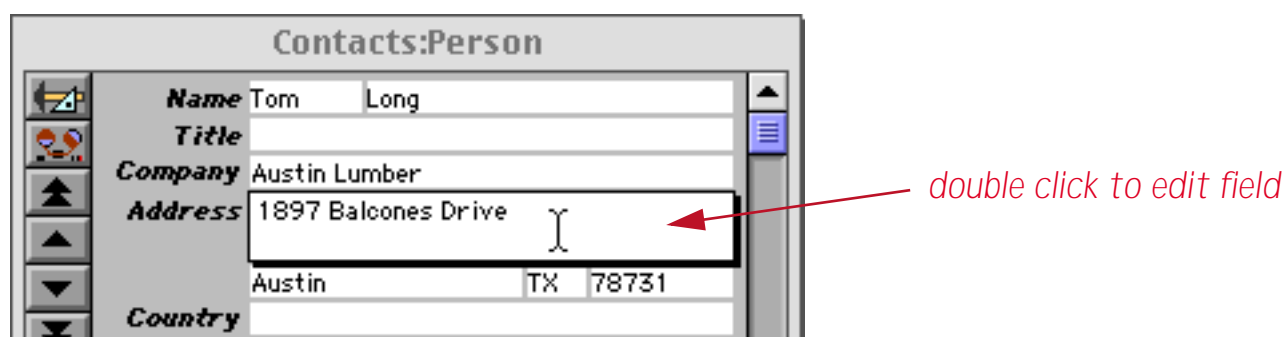 Contacts:Person
Name Tom Long
Title
Company Austin Lumber
double click to edit field
Address 1897 Balcones Drive
Austin TX 78731
Country